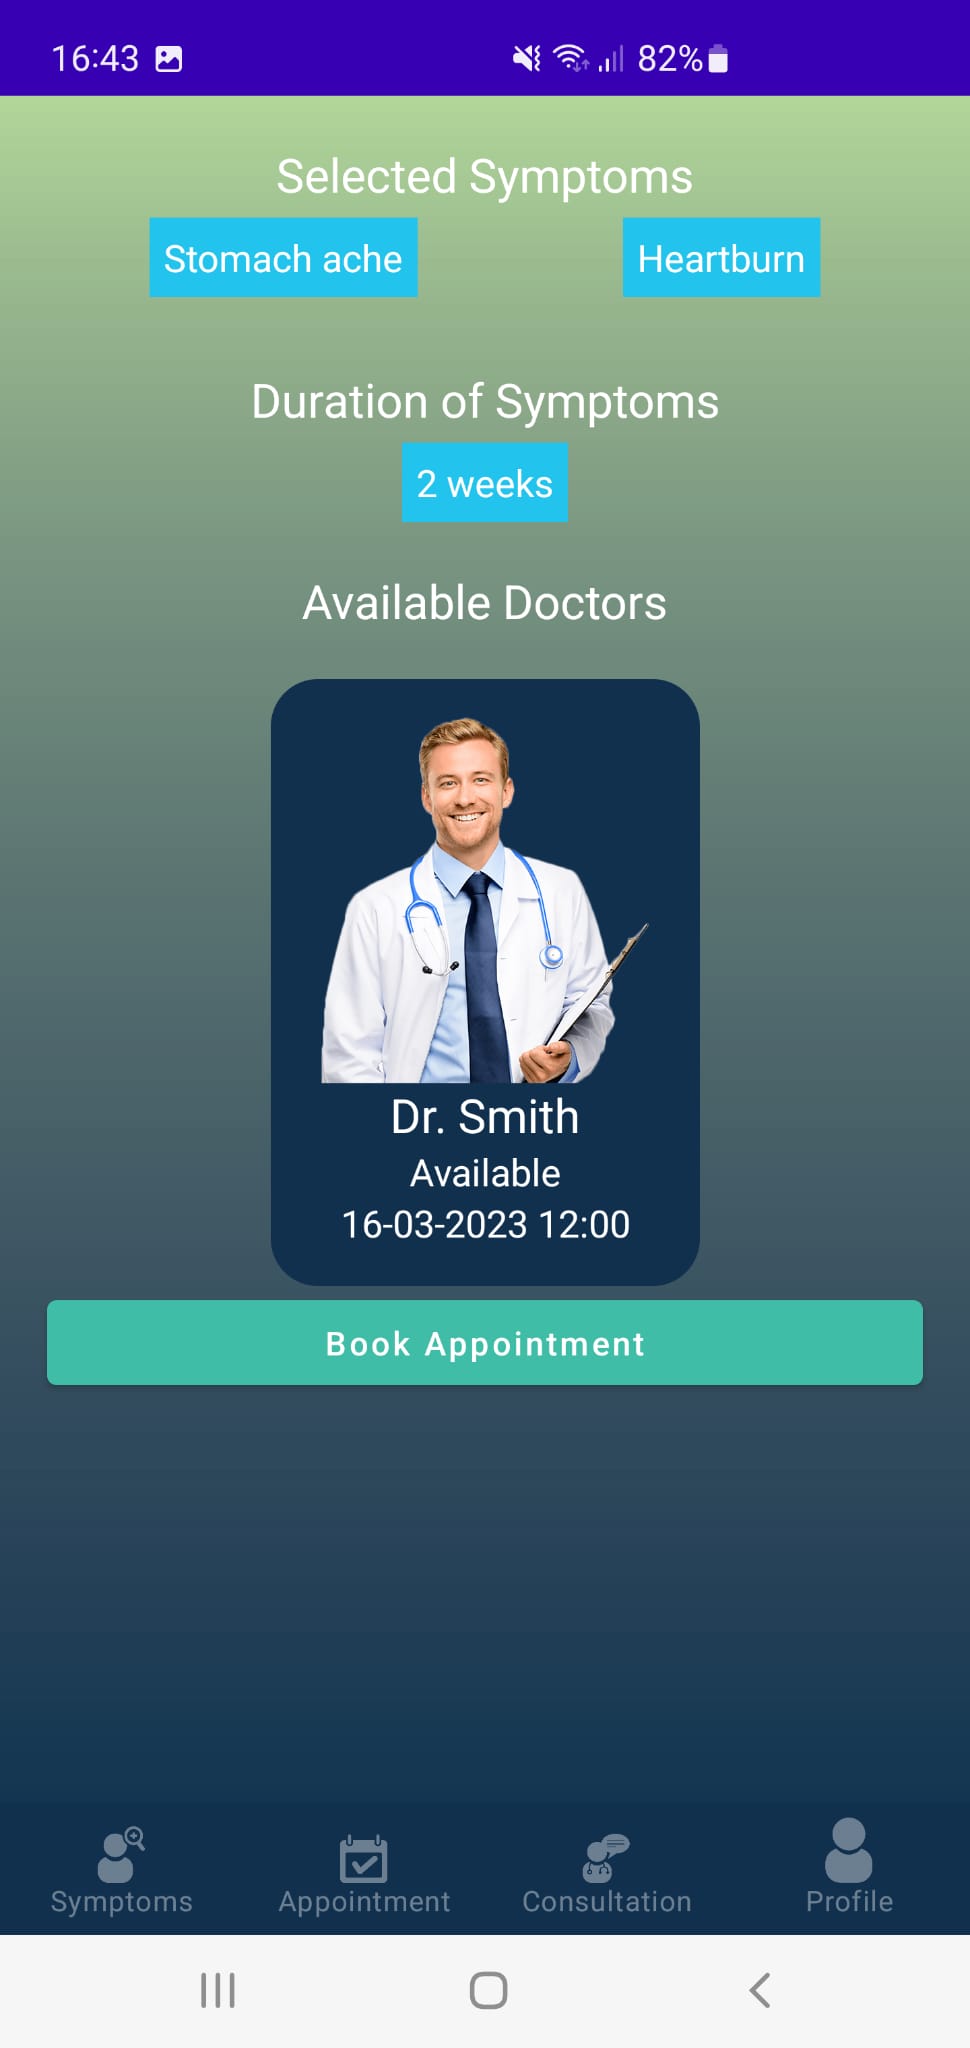 16:43 82%
Selected Symptoms
Stomach ache Heartburn
Duration of Symptoms
2 weeks
Available Doctors
Dr. Smith
Available
16-03-2023 12:00
Book Appointment
Symptoms Appointment Consultation Profile